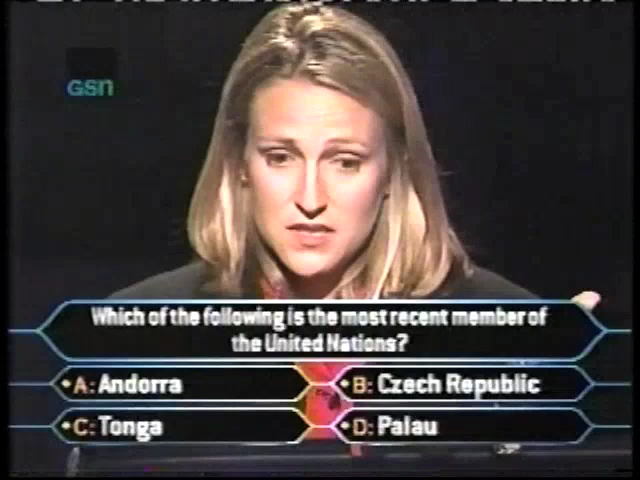 GSN
Which of the following is the most recent member of
the United Nations?
A: Andorra
B: Czech Republic
C: Tonga
D: Palau